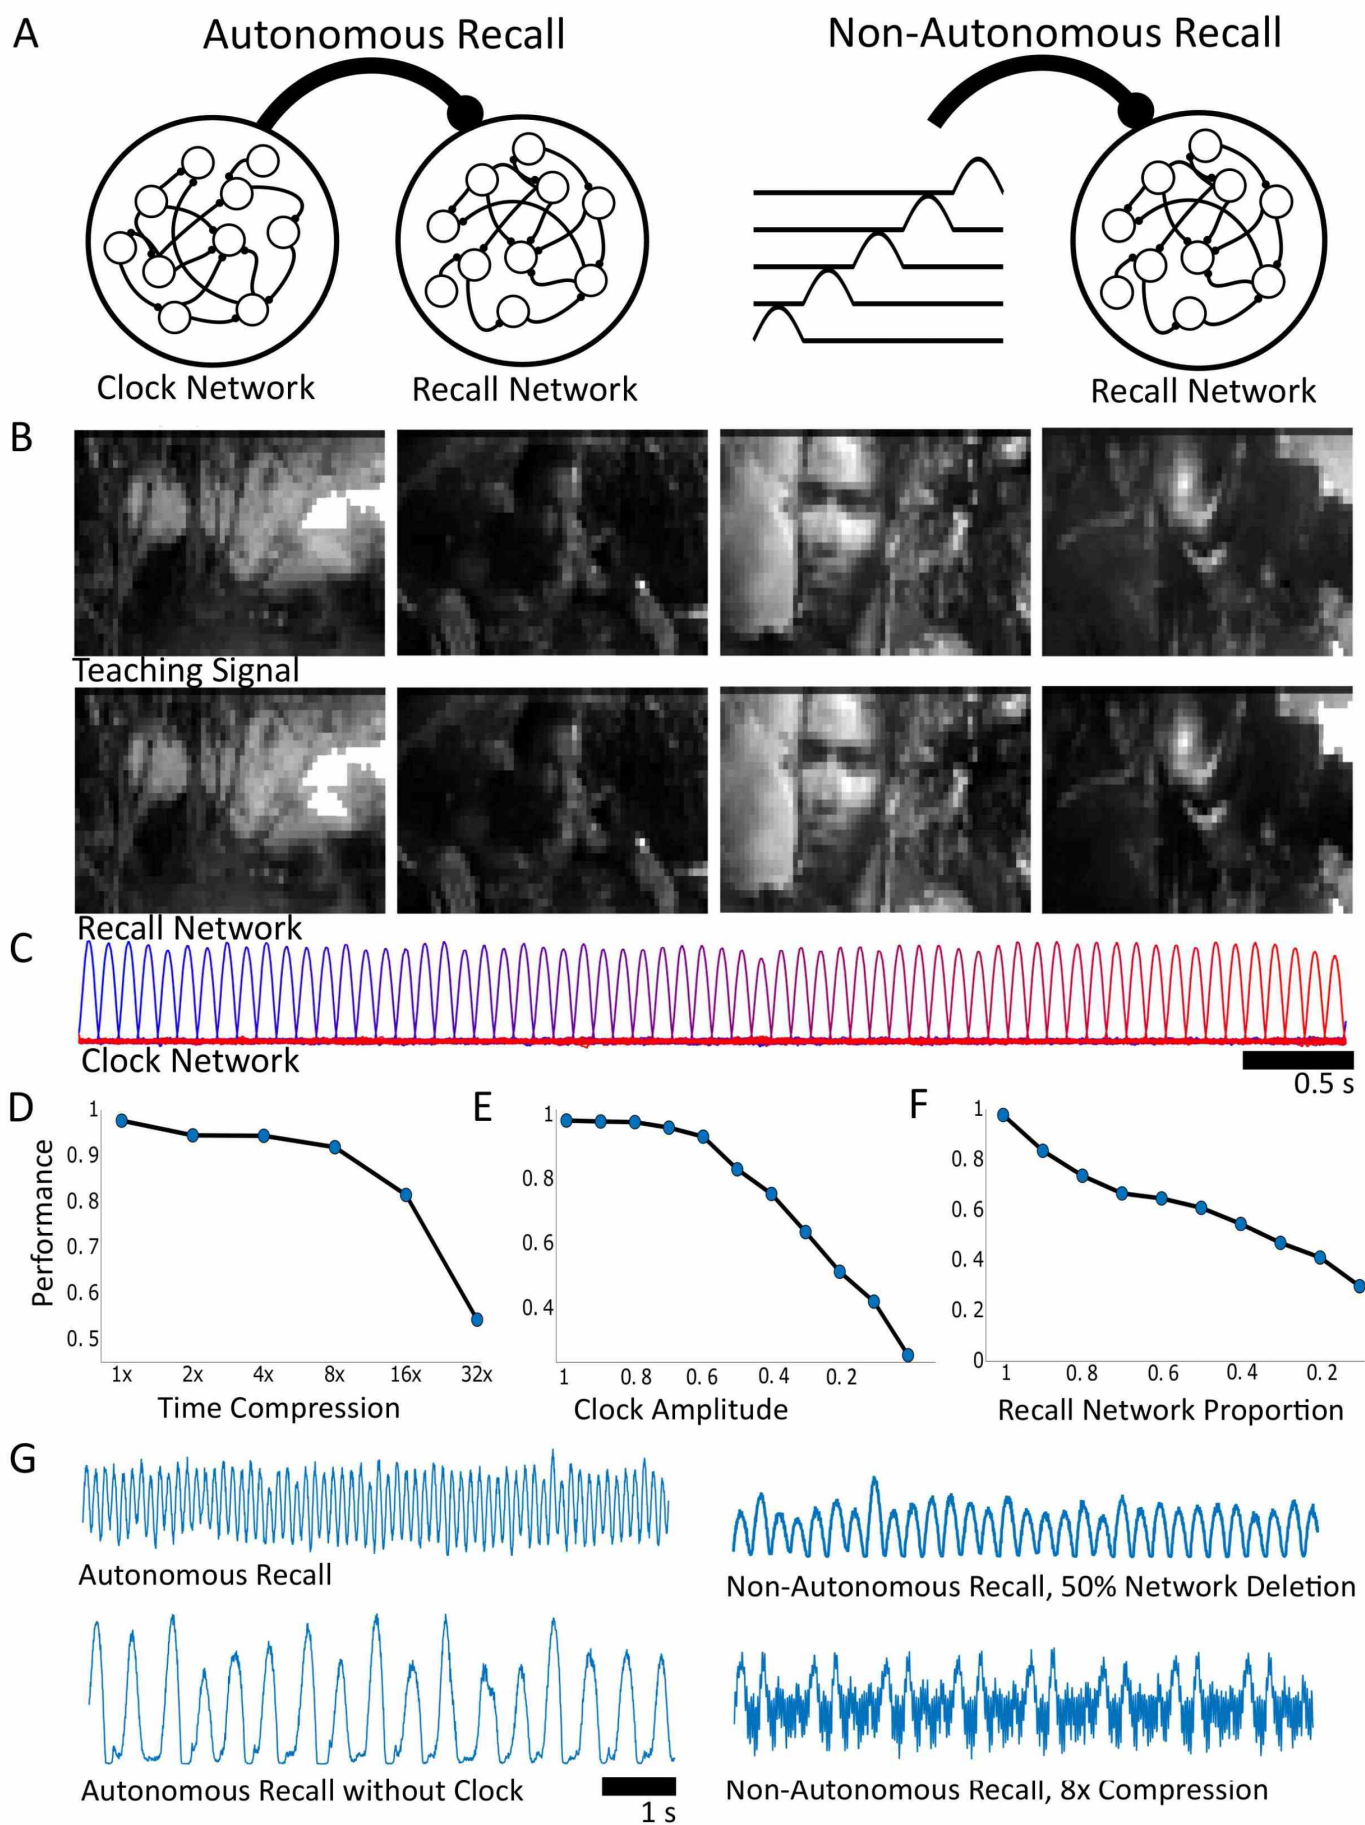 A
Autonomous Recall
Non-Autonomous Recall
Clock Network
Recall Network
Recall Network
B
Teaching Signal
Recall Network
C
Clock Network
0.5 s
D
Performance
1
0.9
0.8
0.7
0.6
0.5
1x 2x 4x 8x 16x 32x
Time Compression
E
1
0.8
0.6
0.4
1 0.8 0.6 0.4 0.2
Clock Amplitude
F
1
0.8
0.6
0.4
0.2
0
1 0.8 0.6 0.4 0.2
Recall Network Proportion
G
Autonomous Recall
Non-Autonomous Recall, 50% Network Deletion
Autonomous Recall without Clock
1 s
Non-Autonomous Recall, 8x Compression